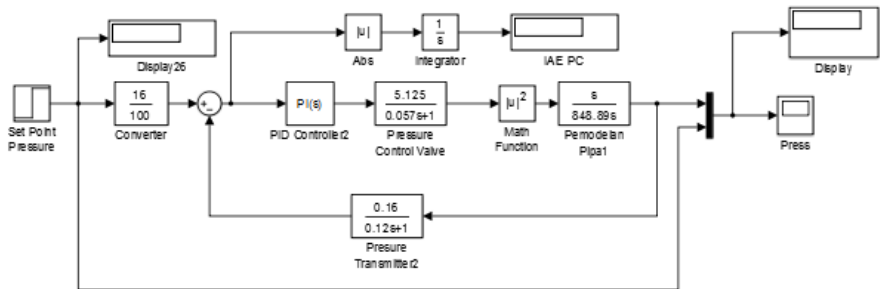 Display26
|u|
Abs
1
s
Integrator
IAE PC
Display
Set Point
Pressure
16
100
Converter
+
-
PI(s)
PID Controller2
5.125
0.057s+1
Pressure
Control Valve
|u|²
Math
Function
s
848.89s
Pemodelan
Pipa1
Press
0.16
0.12s+1
Presure
Transmitter2